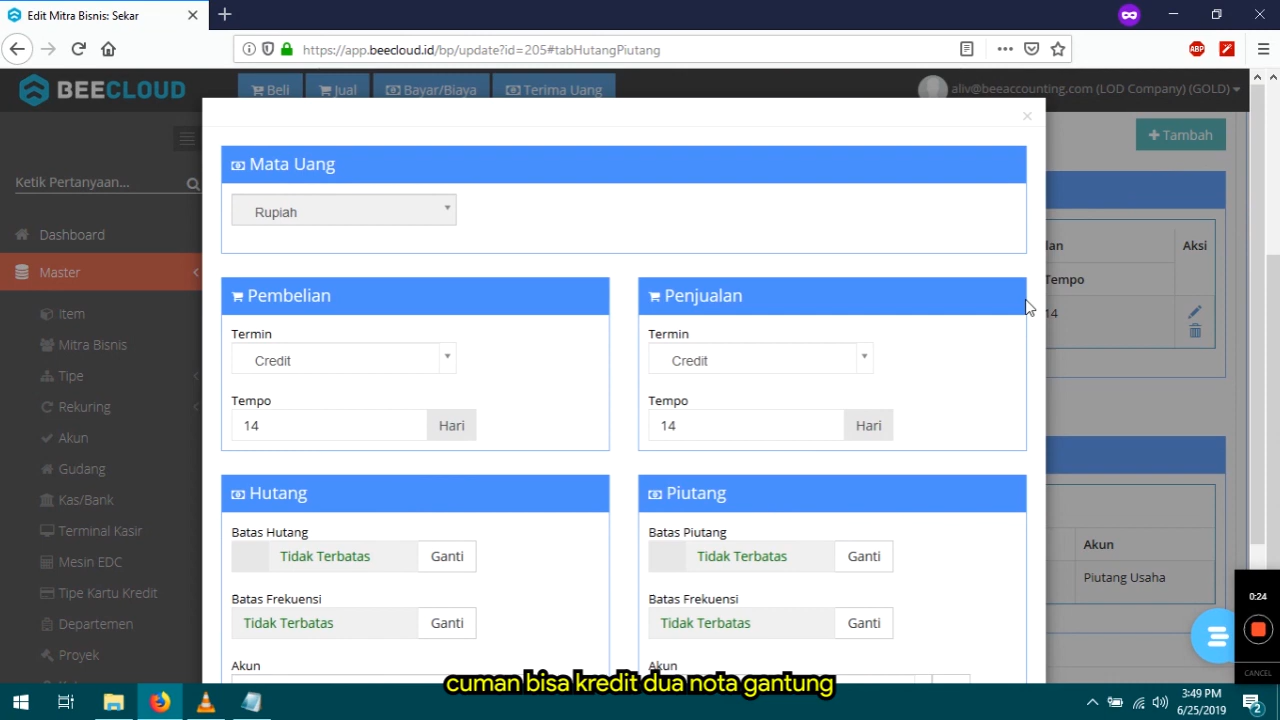 Edit Mitra Bisnis: Sekar
https://app.beecloud.id/bp/update?id=205#tabHutangPiutang
ABP
BEECLOUD
Beli
Jual
Bayar/Biaya
Terima Uang
aliv@beeaccounting.com (LOD Company) (GOLD)
Tambah
Ketik Pertanyaan...
Dashboard
Master
Item
Mitra Bisnis
Tipe
Rekuring
Akun
Gudang
Kas/Bank
Terminal Kasir
Mesin EDC
Tipe Kartu Kredit
Departemen
Proyek
Mata Uang
Rupiah
Pembelian
Termin
Credit
Tempo
14 Hari
Penjualan
Termin
Credit
Tempo
14 Hari
Hutang
Batas Hutang
Tidak Terbatas Ganti
Batas Frekuensi
Tidak Terbatas Ganti
Akun
Piutang
Batas Piutang
Tidak Terbatas Ganti
Batas Frekuensi
Tidak Terbatas Ganti
Akun
lan
Aksi
Tempo
14
Akun
Piutang Usaha
0:24
CANCEL
cuman bisa kredit dua nota gantung
3:49 PM
6/25/2019
2